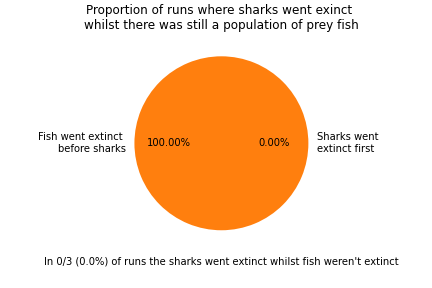 Proportion of runs where sharks went exinct
whilst there was still a population of prey fish
Fish went extinct
before sharks
100.00%
0.00%
Sharks went
extinct first
In 0/3 (0.0%) of runs the sharks went extinct whilst fish weren't extinct